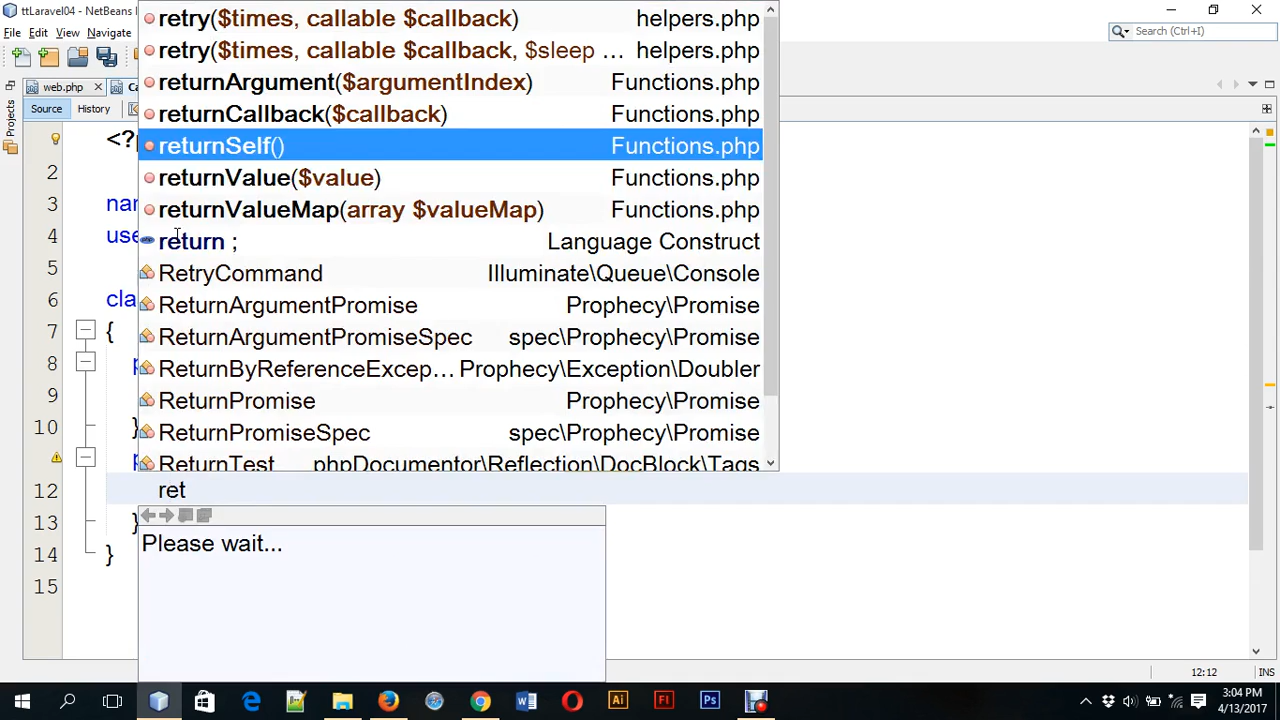 ttLaravel04 - NetBeans I
File Edit View Navigate
Search (Ctrl+I)
web.php
Source History
Projects
retry($times, callable $callback) helpers.php
retry($times, callable $callback, $sleep ... helpers.php
returnArgument($argumentIndex) Functions.php
returnCallback($callback) Functions.php
returnSelf() Functions.php
returnValue($value) Functions.php
returnValueMap(array $valueMap) Functions.php
return ; Language Construct
RetryCommand Illuminate\Queue\Console
ReturnArgumentPromise Prophecy\Promise
ReturnArgumentPromiseSpec spec\Prophecy\Promise
ReturnByReferenceExcep... Prophecy\Exception\Doubler
ReturnPromise Prophecy\Promise
ReturnPromiseSpec spec\Prophecy\Promise
ReturnTest phpDocumentor\Reflection\DocBlock\Tags
<?
2
3
4 use
5
6 cla
7 {
8
9
10 }
12 ret
13 }
14 }
15
Please wait...
12:12 INS
Ai Fl Ps
3:04 PM
4/13/2017